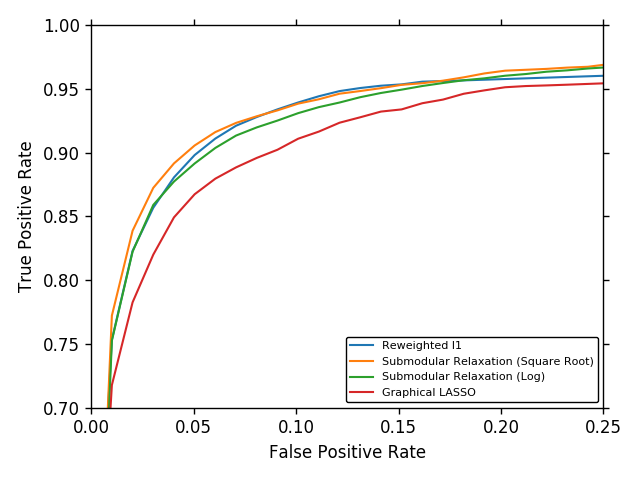 1.00
0.95
0.90
0.85
0.80
0.75
0.70
True Positive Rate
Reweighted l1
Submodular Relaxation (Square Root)
Submodular Relaxation (Log)
Graphical LASSO
0.00 0.05 0.10 0.15 0.20 0.25
False Positive Rate